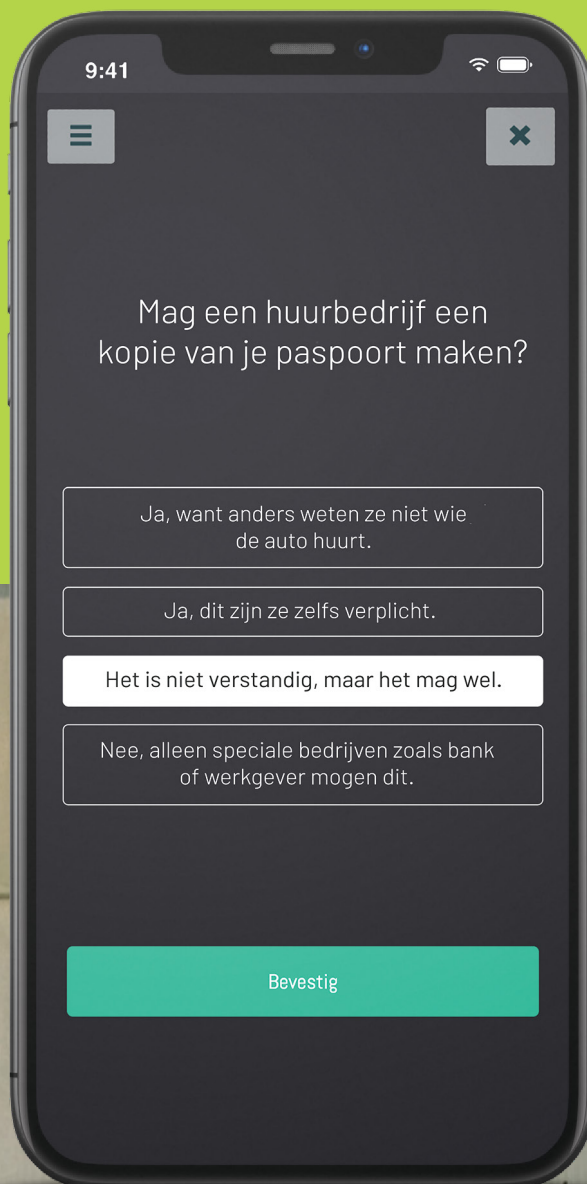 9:41
Mag een huurbedrijf een
kopie van je paspoort maken?
Ja, want anders weten ze niet wie
de auto huurt.
Ja, dit zijn ze zelfs verplicht.
Het is niet verstandig, maar het mag wel.
Nee, alleen speciale bedrijven zoals bank
of werkgever mogen dit.
Bevestig